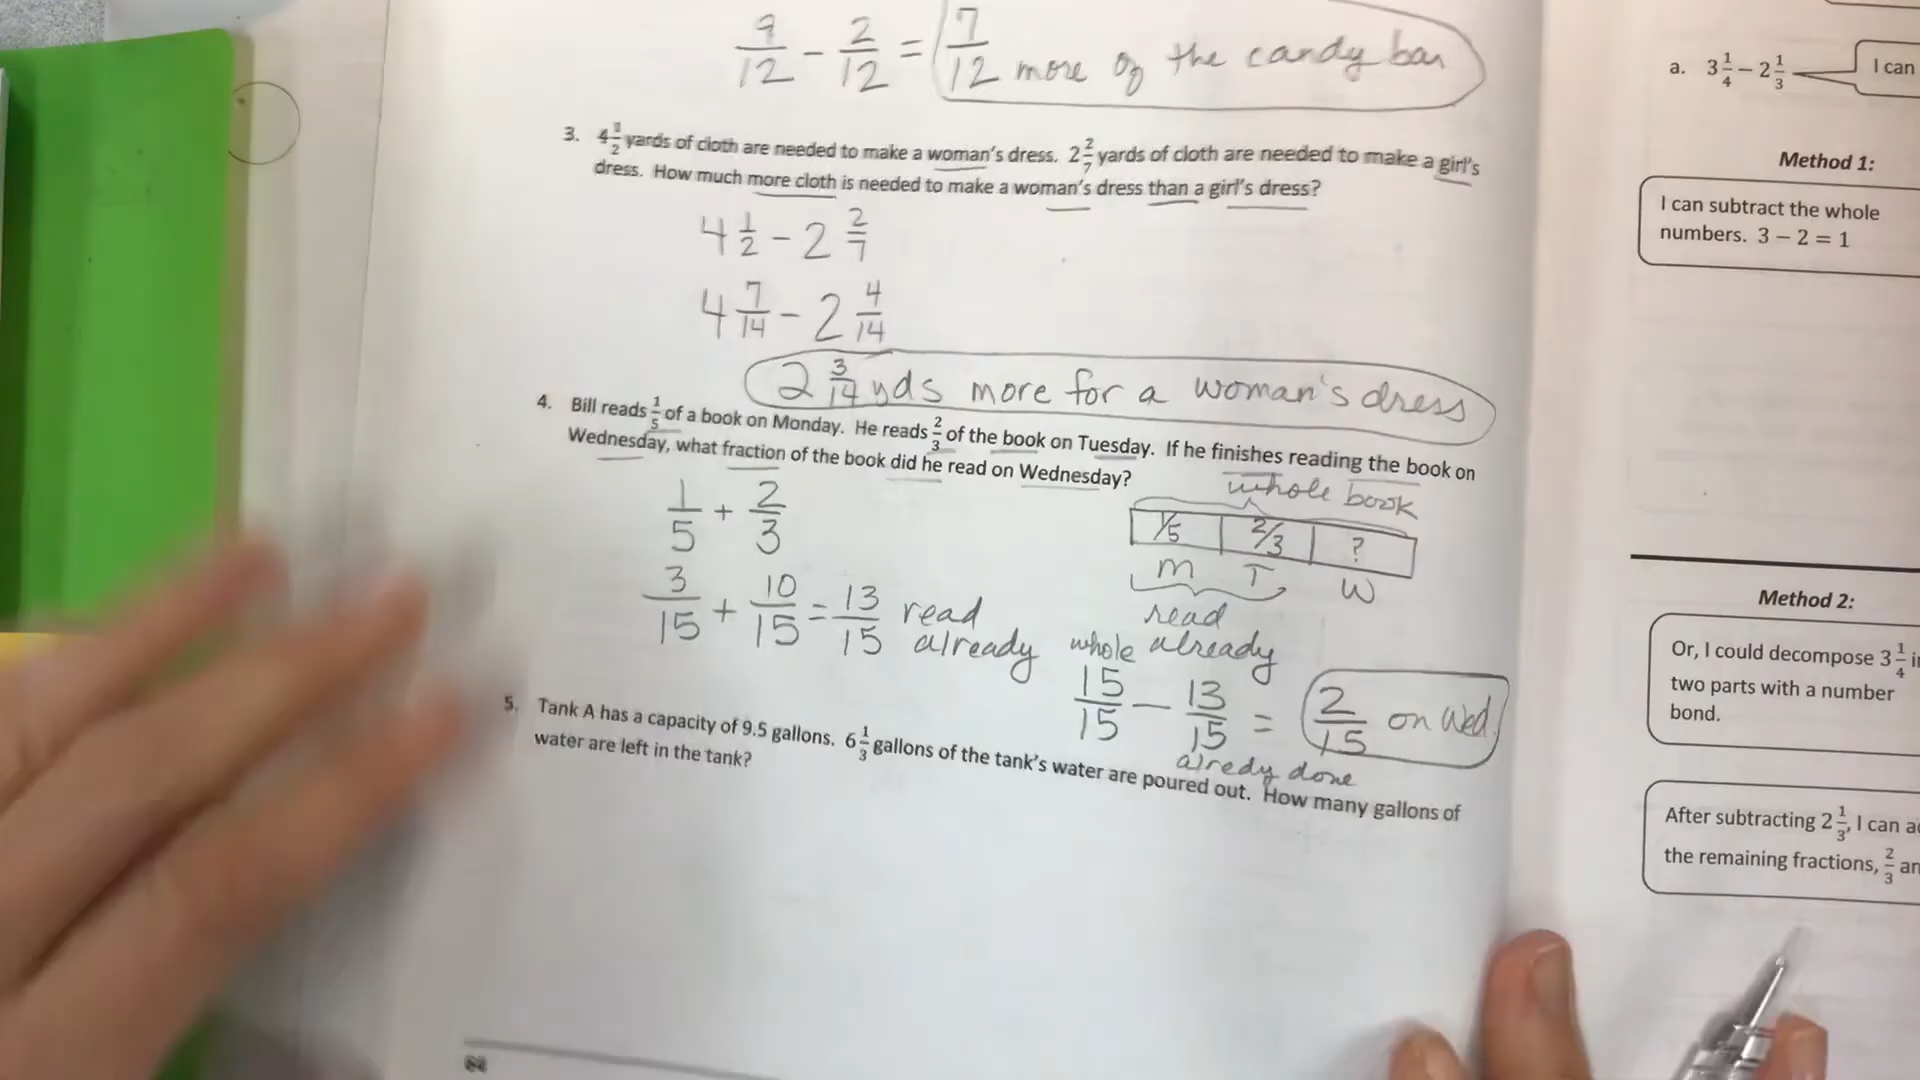 9/12 - 2/12 = 7/12 more of the candy bar
3. 4 1/2 yards of cloth are needed to make a woman's dress. 2 2/7 yards of cloth are needed to make a girl's
dress. How much more cloth is needed to make a woman's dress than a girl's dress?
4 1/2 - 2 2/7
4 7/14 - 2 4/14
2 3/14 yds more for a woman's dress
4. Bill reads 1/5 of a book on Monday. He reads 2/3 of the book on Tuesday. If he finishes reading the book on
Wednesday, what fraction of the book did he read on Wednesday?
whole book
1/5 2/3 ?
M T W
read
already
1/5 + 2/3
3/15 + 10/15 = 13/15 read
already
whole
15/15 - 13/15 = 2/15 on Wed.
alredy done
5. Tank A has a capacity of 9.5 gallons. 6 1/3 gallons of the tank's water are poured out. How many gallons of
water are left in the tank?
a. 3 1/4 - 2 1/3
I can
Method 1:
I can subtract the whole
numbers. 3 - 2 = 1
Method 2:
Or, I could decompose 3 1/4
two parts with a number
bond.
After subtracting 2 1/3, I can
the remaining fractions, 2/3